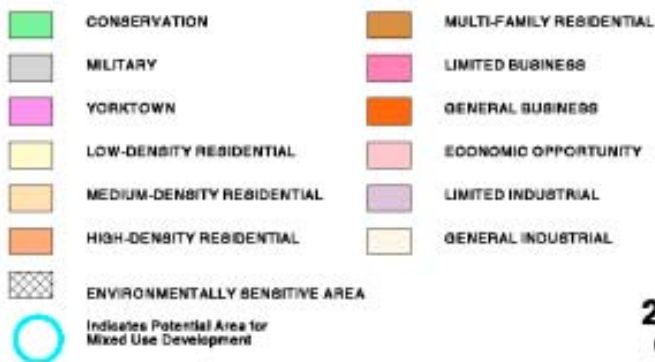 CONSERVATION
MILITARY
YORKTOWN
LOW-DENSITY RESIDENTIAL
MEDIUM-DENSITY RESIDENTIAL
HIGH-DENSITY RESIDENTIAL
ENVIRONMENTALLY SENSITIVE AREA
Indicates Potential Area for
Mixed Use Development
MULTI-FAMILY RESIDENTIAL
LIMITED BUSINESS
GENERAL BUSINESS
ECONOMIC OPPORTUNITY
LIMITED INDUSTRIAL
GENERAL INDUSTRIAL
2